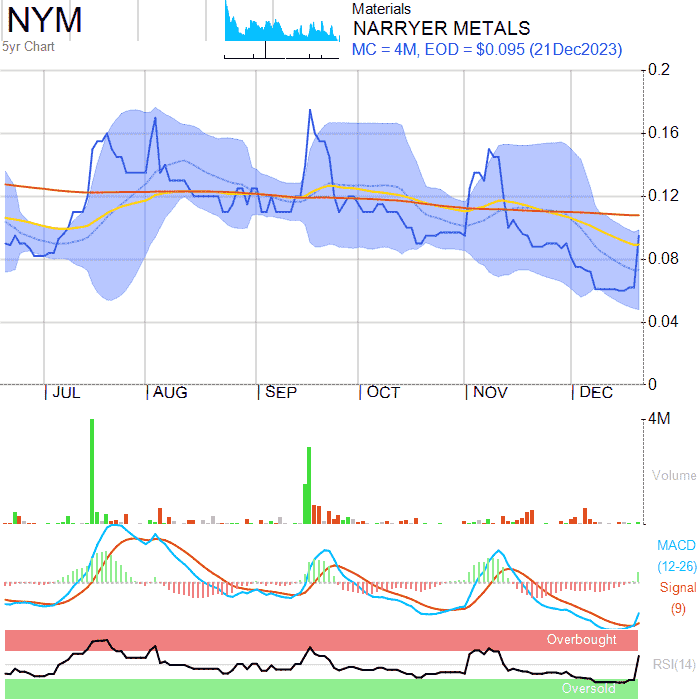 NYM
5yr Chart
Materials
NARRYER METALS
MC = 4M, EOD = $0.095 (21Dec2023)
0.2
0.16
0.12
0.08
0.04
0
JUL AUG SEP OCT NOV DEC
4M
Volume
MACD
(12-26)
Signal
(9)
Overbought
RSI(14)
Oversold